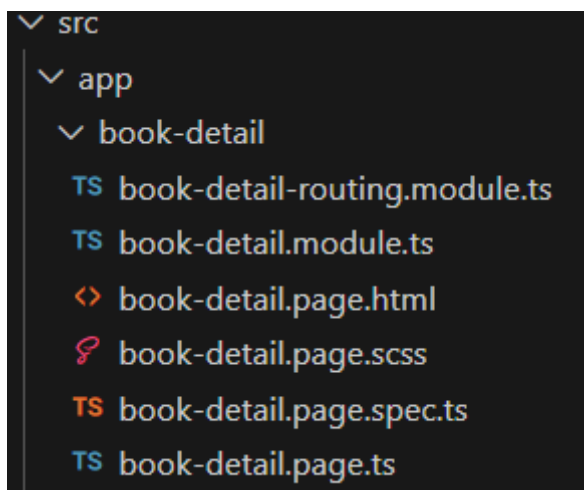 src
app
book-detail
TS book-detail-routing.module.ts
TS book-detail.module.ts
<> book-detail.page.html
book-detail.page.scss
TS book-detail.page.spec.ts
TS book-detail.page.ts